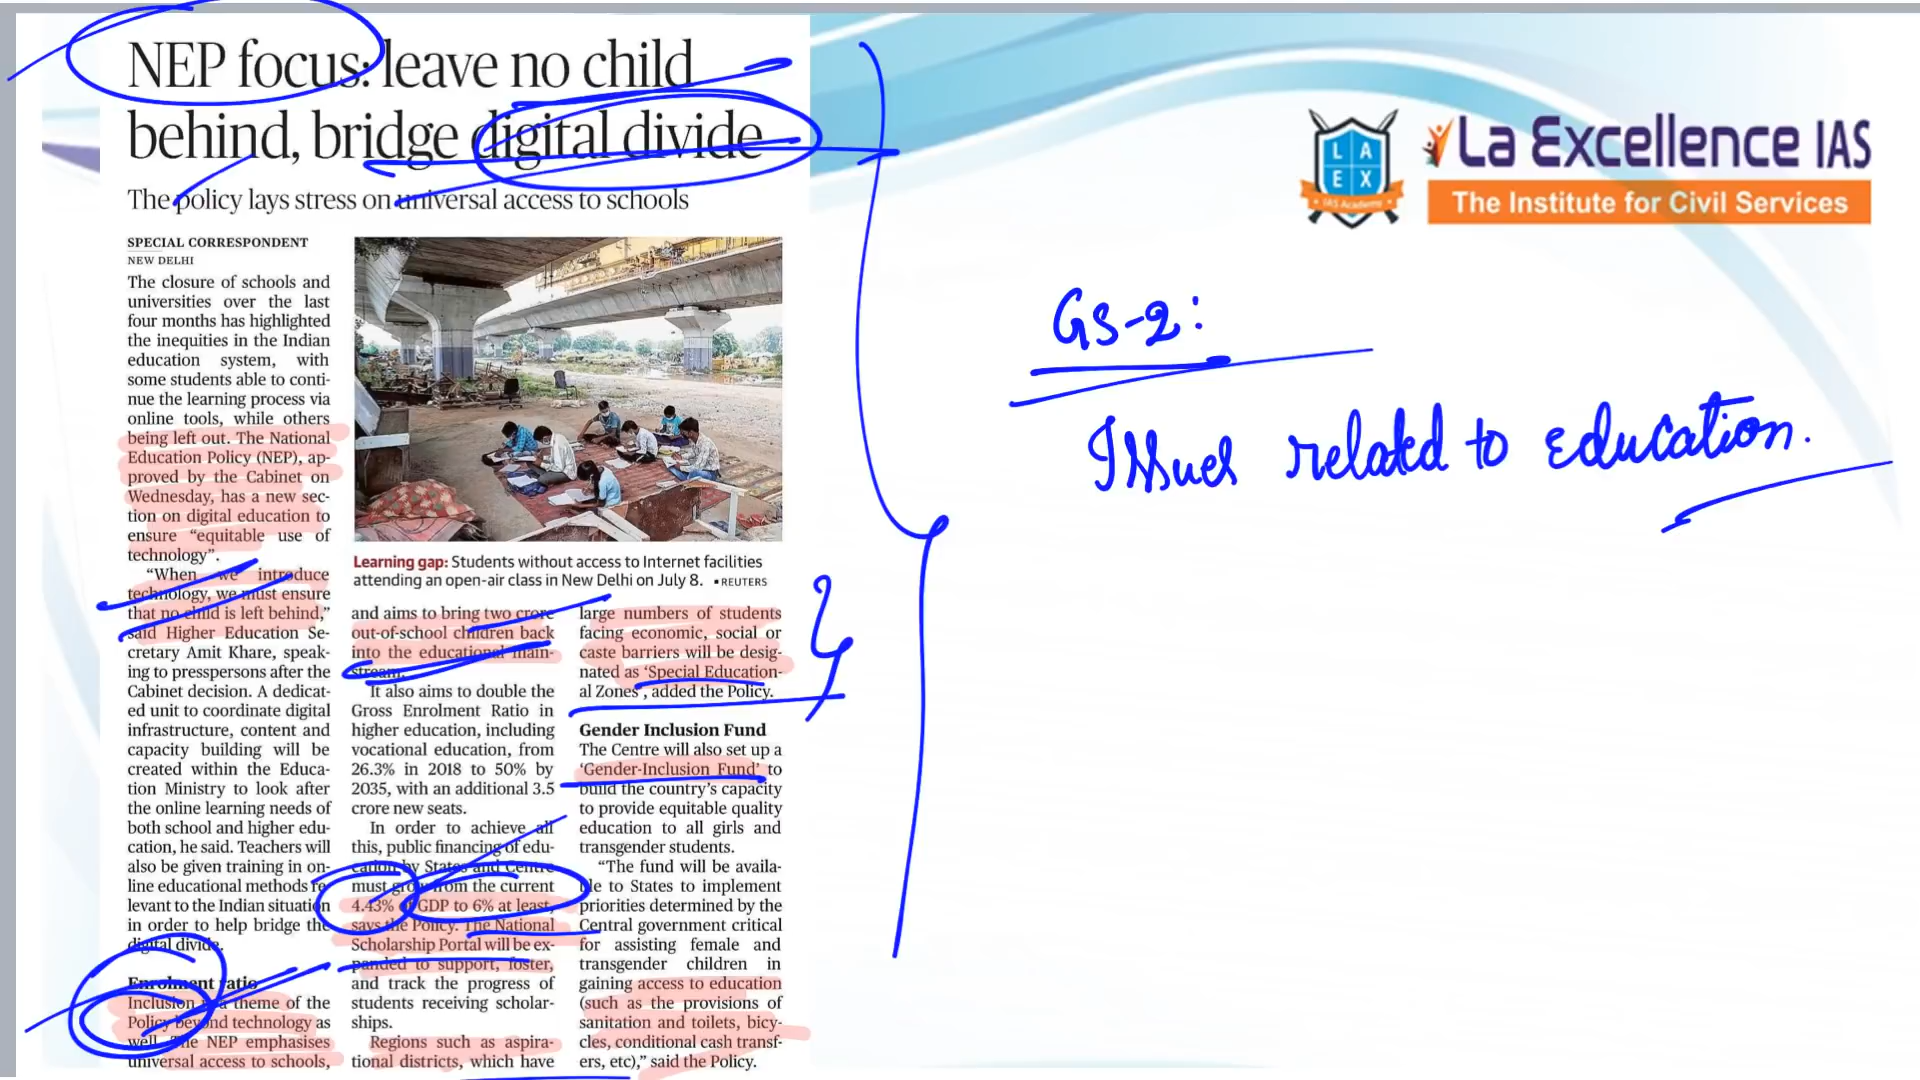 NEP focus: leave no child
behind, bridge digital divide
The policy lays stress on universal access to schools
SPECIAL CORRESPONDENT
NEW DELHI
The closure of schools and
universities over the last
four months has highlighted
the inequities in the Indian
education system, with
some students able to conti-
nue the learning process via
online tools, while others
being left out. The National
Education Policy (NEP), ap-
proved by the Cabinet on
Wednesday, has a new sec-
tion on digital education to
ensure “equitable use of
technology”.
“When we introduce
technology, we must ensure
that no child is left behind,”
said Higher Education Se-
cretary Amit Khare, speak-
ing to presspersons after the
Cabinet decision. A dedicat-
ed unit to coordinate digital
infrastructure, content and
capacity building will be
created within the Educa-
tion Ministry to look after
the online learning needs of
both school and higher edu-
cation, he said. Teachers will
also be given training in on-
line educational methods re-
levant to the Indian situation
in order to help bridge the
digital divide.
Enrolment ratio
Inclusion is a theme of the
Policy beyond technology as
well. The NEP emphasises
universal access to schools,
Learning gap: Students without access to Internet facilities
attending an open-air class in New Delhi on July 8. ▪REUTERS
and aims to bring two crore
out-of-school children back
into the educational main-
stream.
It also aims to double the
Gross Enrolment Ratio in
higher education, including
vocational education, from
26.3% in 2018 to 50% by
2035, with an additional 3.5
crore new seats.
In order to achieve all
this, public financing of edu-
cation by States and Centre
must grow from the current
4.43% of GDP to 6% at least,
says the Policy. The National
Scholarship Portal will be ex-
panded to support, foster,
and track the progress of
students receiving scholar-
ships.
Regions such as aspira-
tional districts, which have
large numbers of students
facing economic, social or
caste barriers will be desig-
nated as ‘Special Education-
al Zones’, added the Policy.
Gender Inclusion Fund
The Centre will also set up a
‘Gender-Inclusion Fund’ to
build the country’s capacity
to provide equitable quality
education to all girls and
transgender students.
“The fund will be availa-
ble to States to implement
priorities determined by the
Central government critical
for assisting female and
transgender children in
gaining access to education
(such as the provisions of
sanitation and toilets, bicy-
cles, conditional cash transf-
ers, etc),” said the Policy.
LA
EX
IAS Academy
La Excellence IAS
The Institute for Civil Services
GS-2:
Issues related to education.